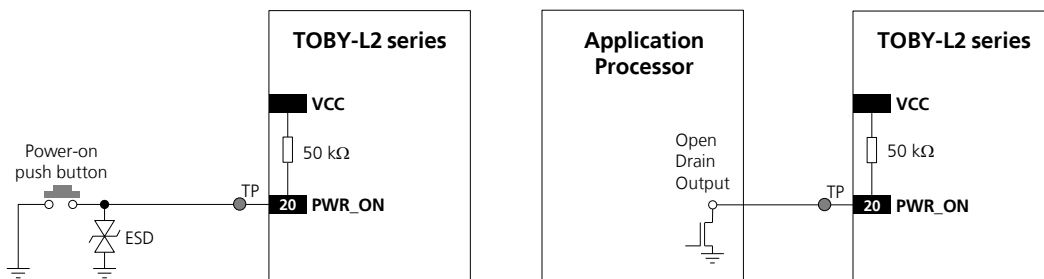 TOBY-L2 series
VCC
50 kΩ
Power-on
push button
TP
20 PWR_ON
ESD
Application
Processor
Open
Drain
Output
TOBY-L2 series
VCC
50 kΩ
TP
20 PWR_ON